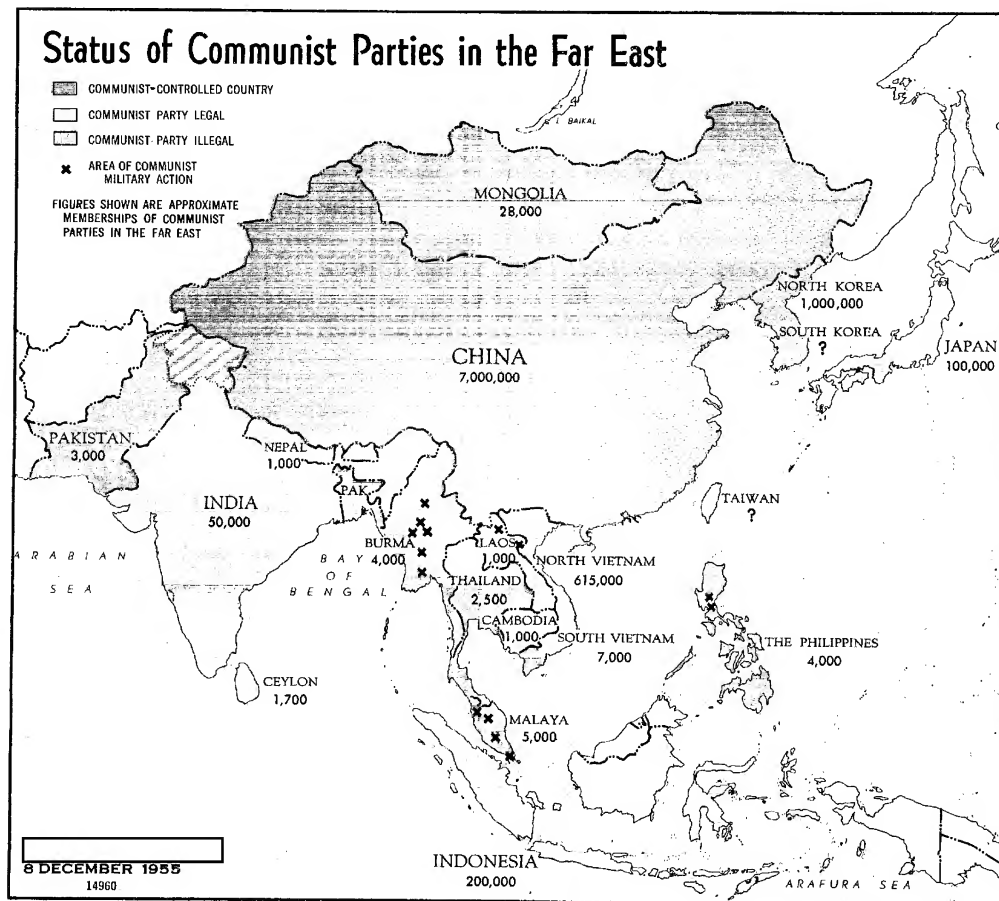 Status of Communist Parties in the Far East
COMMUNIST-CONTROLLED COUNTRY
COMMUNIST PARTY LEGAL
COMMUNIST PARTY ILLEGAL
AREA OF COMMUNIST
MILITARY ACTION
FIGURES SHOWN ARE APPROXIMATE
MEMBERSHIPS OF COMMUNIST
PARTIES IN THE FAR EAST
L. BAIKAL
MONGOLIA
28,000
NORTH KOREA
1,000,000
SOUTH KOREA
?
JAPAN
100,000
CHINA
7,000,000
PAKISTAN
3,000
NEPAL
1,000
PAK.
INDIA
50,000
TAIWAN
?
BURMA
4,000
LAOS
1,000
NORTH VIETNAM
615,000
ARABIAN
SEA
BAY
OF
BENGAL
THAILAND
2,500
CAMBODIA
1,000
SOUTH VIETNAM
7,000
THE PHILIPPINES
4,000
CEYLON
1,700
MALAYA
5,000
INDONESIA
200,000
ARAFURA SEA
8 DECEMBER 1955
14960